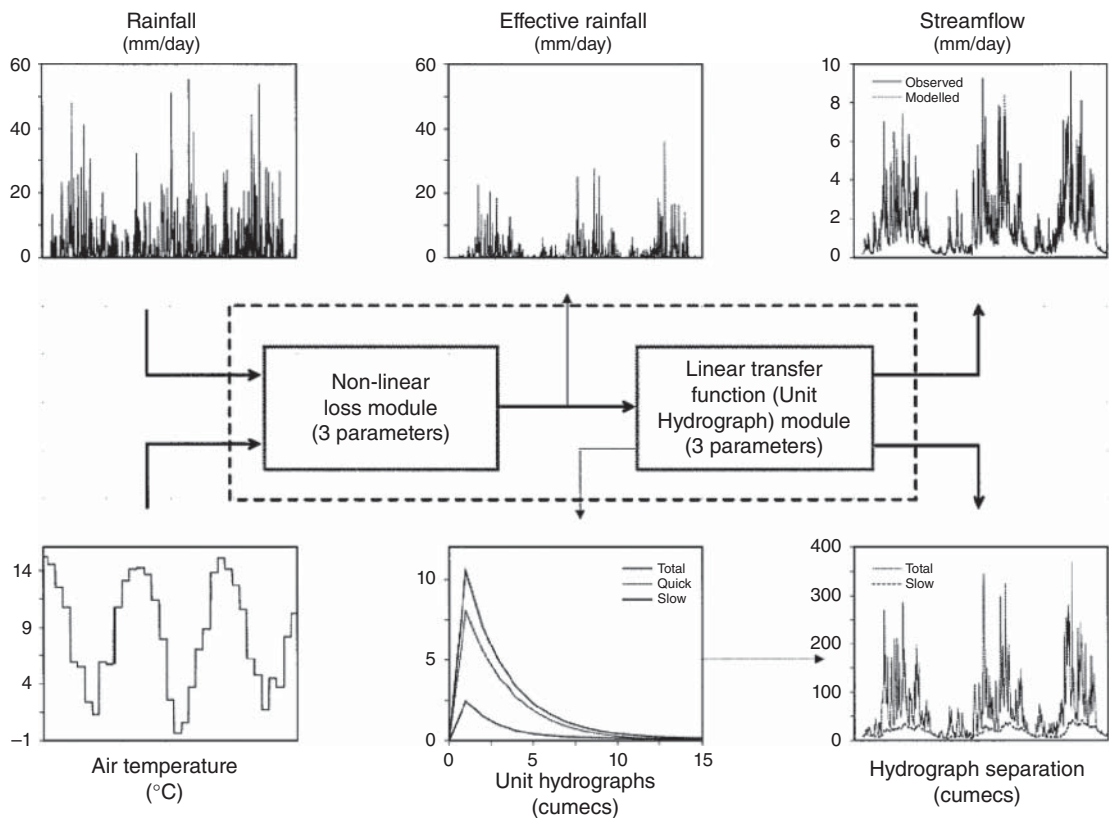 Rainfall
(mm/day)
60
40
20
0
Effective rainfall
(mm/day)
60
40
20
0
Streamflow
(mm/day)
10
8
6
4
2
0
Observed
Modelled
Non-linear
loss module
(3 parameters)
Linear transfer
function (Unit
Hydrograph) module
(3 parameters)
14
9
4
−1
Air temperature
(°C)
10
5
0
Total
Quick
Slow
0
5
10
15
Unit hydrographs
(cumecs)
400
300
200
100
0
Total
Slow
Hydrograph separation
(cumecs)